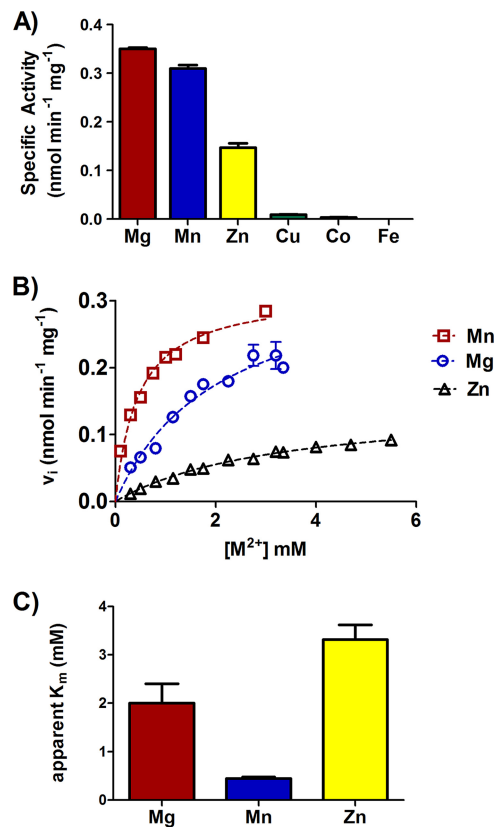 A)
Specific Activity
(nmol min⁻¹ mg⁻¹)
0.4
0.3
0.2
0.1
0.0
Mg Mn Zn Cu Co Fe
B)
vᵢ (nmol min⁻¹ mg⁻¹)
0.3
0.2
0.1
0.0
0 2 4 6
[M²⁺] mM
Mn
Mg
Zn
C)
apparent Kₘ (mM)
4
3
2
1
0
Mg Mn Zn